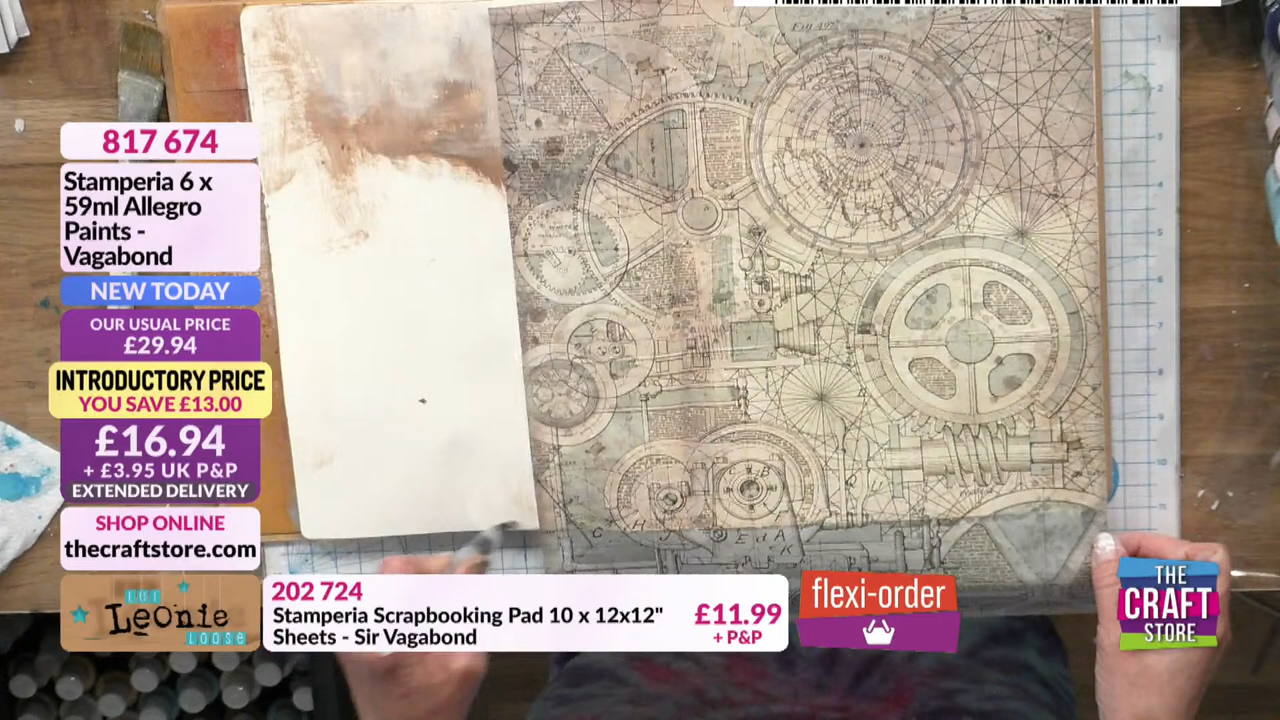 817 674
Stamperia 6 x
59ml Allegro
Paints -
Vagabond
NEW TODAY
OUR USUAL PRICE
£29.94
INTRODUCTORY PRICE
YOU SAVE £13.00
£16.94
+ £3.95 UK P&P
EXTENDED DELIVERY
SHOP ONLINE
thecraftstore.com
LET
Leonie
LOOSE
202 724
Stamperia Scrapbooking Pad 10 x 12x12"
Sheets - Sir Vagabond
£11.99
+ P&P
flexi-order
THE
CRAFT
STORE